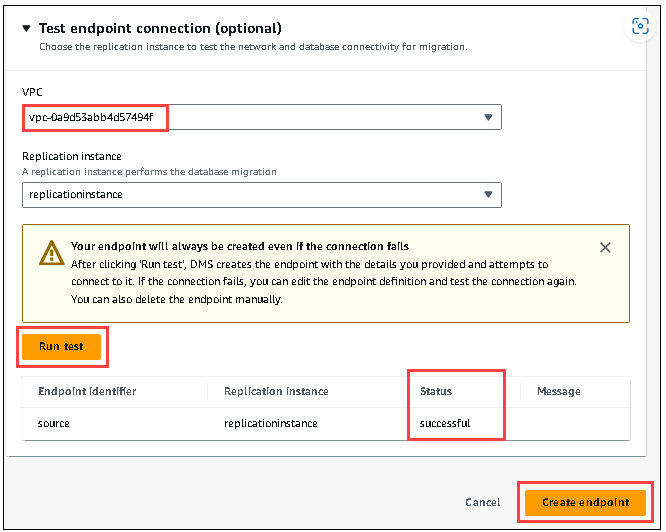 Test endpoint connection (optional)
Choose the replication instance to test the network and database connectivity for migration.
VPC
vpc-0a9d53abb4d57494f
Replication instance
A replication instance performs the database migration
replicationinstance
Your endpoint will always be created even if the connection fails
After clicking 'Run test', DMS creates the endpoint with the details you provided and attempts to
connect to it. If the connection fails, you can edit the endpoint definition and test the connection again.
You can also delete the endpoint manually.
Run test
Endpoint identifier Replication instance Status Message
source replicationinstance successful
Cancel Create endpoint